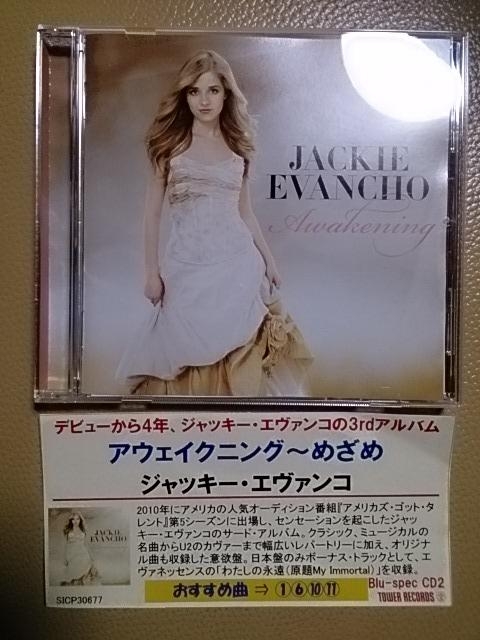 JACKIE
EVANCHO
Awakening
デビューから4年、ジャッキー・エヴァンコの3rdアルバム
アウェイクニング～めざめ
ジャッキー・エヴァンコ
2010年にアメリカの人気オーディション番組『アメリカズ・ゴット・タ
レント』第5シーズンに出場し、センセーションを起こしたジャッ
キー・エヴァンコのサード・アルバム。クラシック、ミュージカルの
名曲からU2のカヴァーまで幅広いレパートリーに加え、オリジナ
ル曲も収録した意欲盤。日本盤のみボーナス・トラックとして、エ
ヴァネッセンスの「わたしの永遠（原題My Immortal）」を収録。
JACKIE
EVANCHO
SICP30677
おすすめ曲 ⇒ ①⑥⑩⑪
Blu-spec CD2
TOWER RECORDS